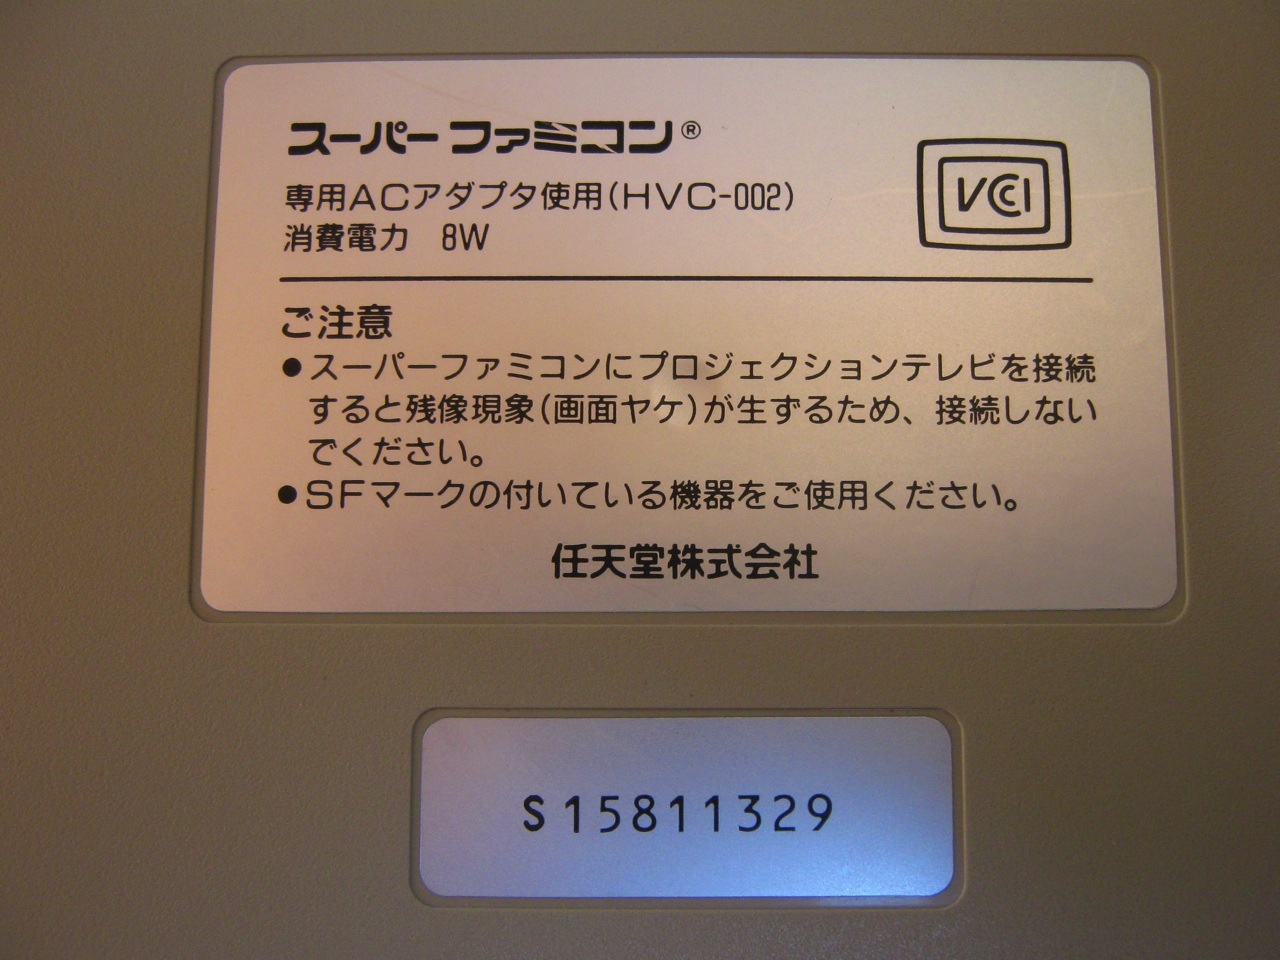 スーパーファミコン®
専用ACアダプタ使用(HVC-002)
消費電力 8W
VCCI
ご注意
●スーパーファミコンにプロジェクションテレビを接続
すると残像現象(画面ヤケ)が生ずるため、接続しない
でください。
●SFマークの付いている機器をご使用ください。
任天堂株式会社
S15811329